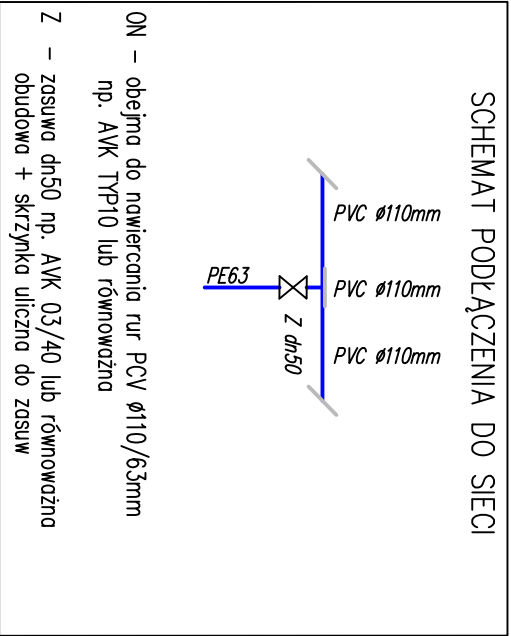 SCHEMAT PODŁĄCZENIA DO SIECI
PVC ø110mm
PVC ø110mm
PVC ø110mm
PE63
Z dn50
ON - obejma do nawiercania rur PCV ø110/63mm
np. AVK TYP10 lub równoważna
Z - zasuwa dn50 np. AVK 03/40 lub równoważna
obudowa + skrzynka uliczna do zasuw